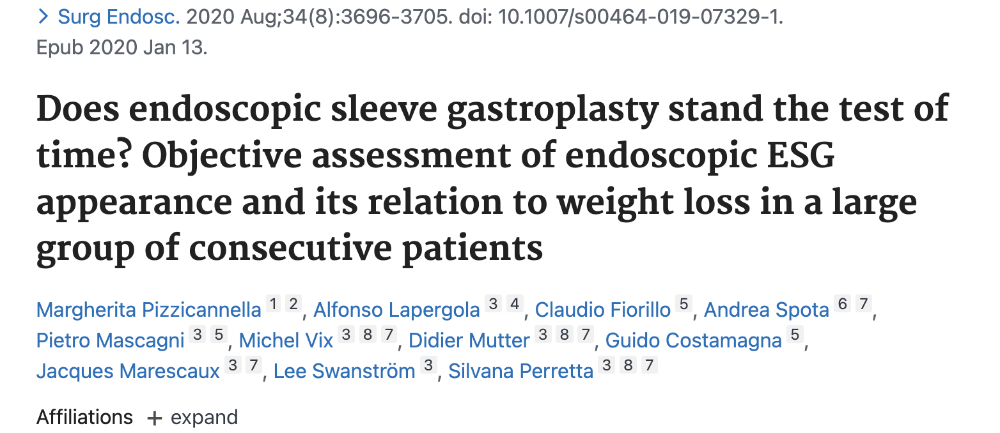 > Surg Endosc. 2020 Aug;34(8):3696-3705. doi: 10.1007/s00464-019-07329-1.
Epub 2020 Jan 13.
Does endoscopic sleeve gastroplasty stand the test of
time? Objective assessment of endoscopic ESG
appearance and its relation to weight loss in a large
group of consecutive patients
Margherita Pizzicannella 1 2, Alfonso Lapergola 3 4, Claudio Fiorillo 5, Andrea Spota 6 7,
Pietro Mascagni 3 5, Michel Vix 3 8 7, Didier Mutter 3 8 7, Guido Costamagna 5,
Jacques Marescaux 3 7, Lee Swanström 3, Silvana Perretta 3 8 7
Affiliations + expand